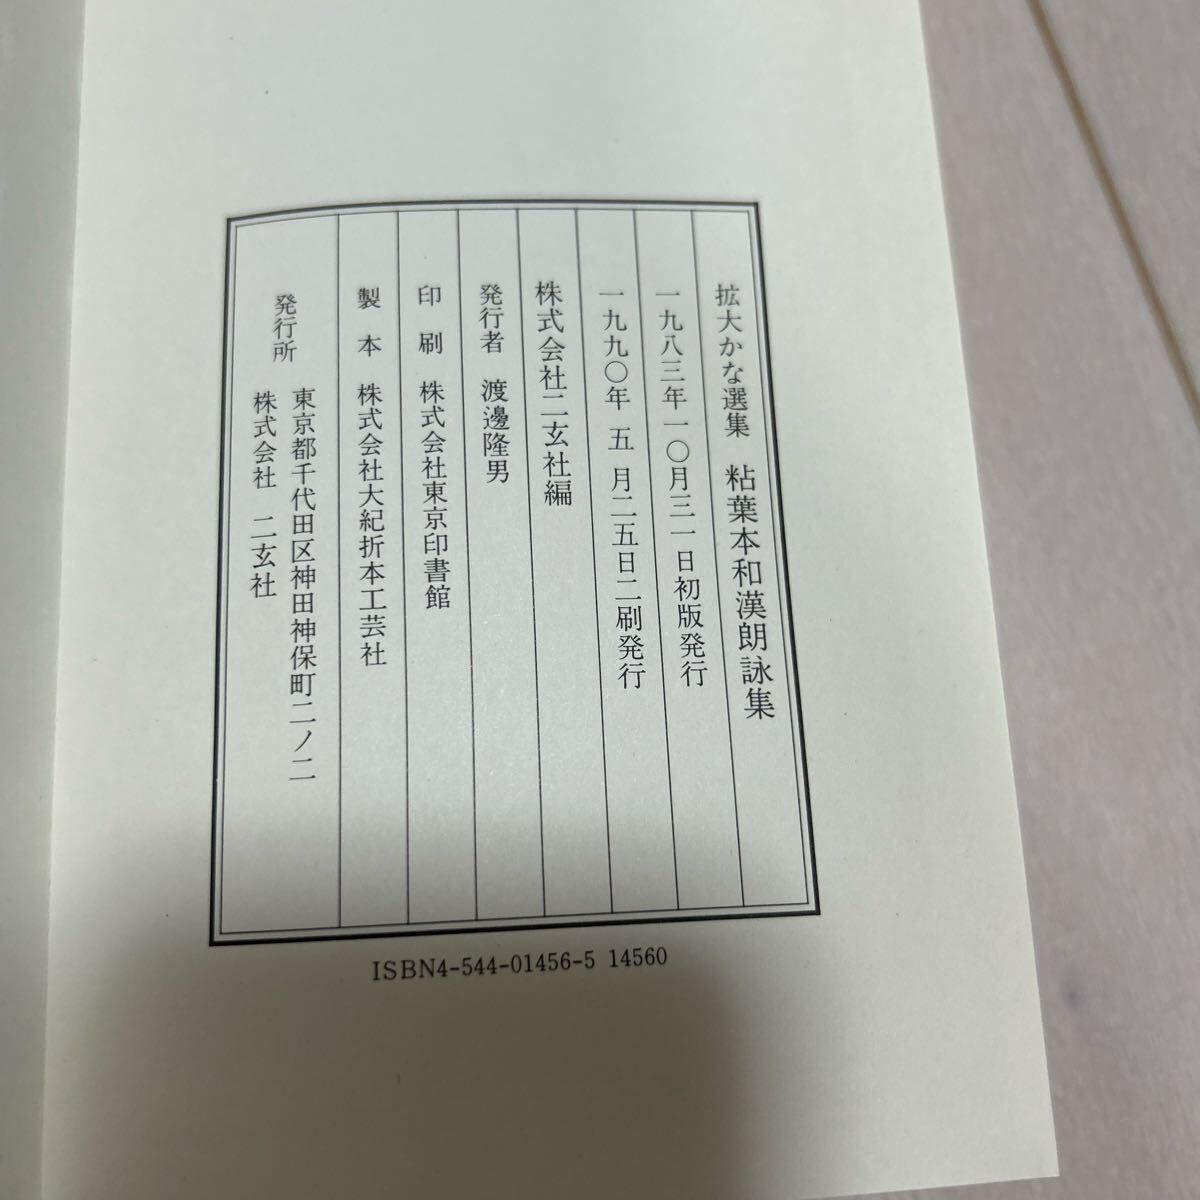 拡大かな選集 粘葉本和漢朗詠集
一九八三年一〇月三一日初版発行
一九九〇年 五 月二五日二刷発行
株式会社二玄社編
発行者 渡邊隆男
印 刷 株式会社東京印書館
製 本 株式会社大紀折本工芸社
発行所 東京都千代田区神田神保町二ノ二
株式会社 二玄社
ISBN4-544-01456-5 14560